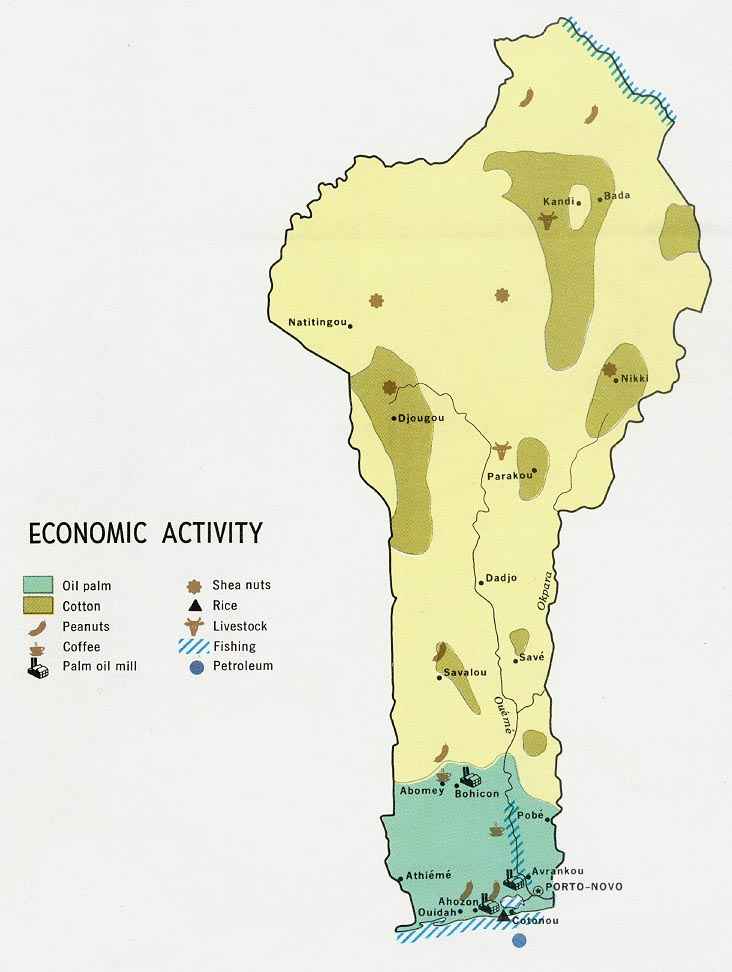 Kandi
Bada
Natitingou
Nikki
Djougou
Parakou
ECONOMIC ACTIVITY
Oil palm
Cotton
Peanuts
Coffee
Palm oil mill
Shea nuts
Rice
Livestock
Fishing
Petroleum
Dadjo
Okpara
Savé
Savalou
Ouémé
Abomey
Bohicon
Pobé
Athiémé
Avrankou
PORTO-NOVO
Ahozon
Ouidah
Cotonou